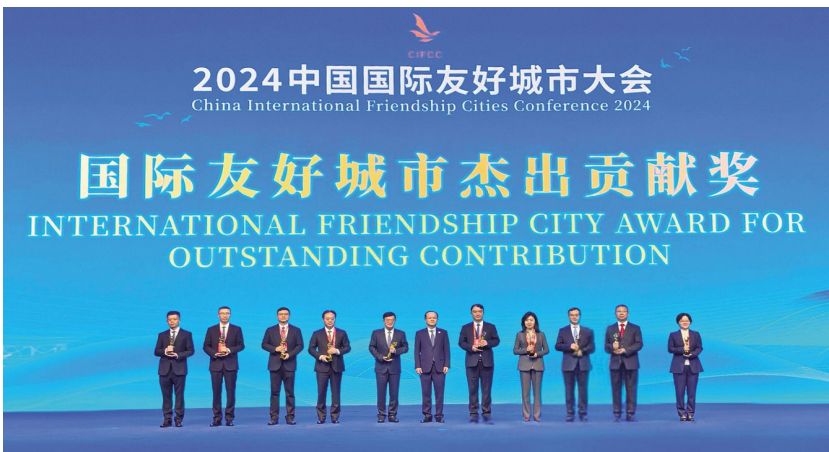 CIFCC
2024中国国际友好城市大会
China International Friendship Cities Conference 2024
国际友好城市杰出贡献奖
INTERNATIONAL FRIENDSHIP CITY AWARD FOR
OUTSTANDING CONTRIBUTION